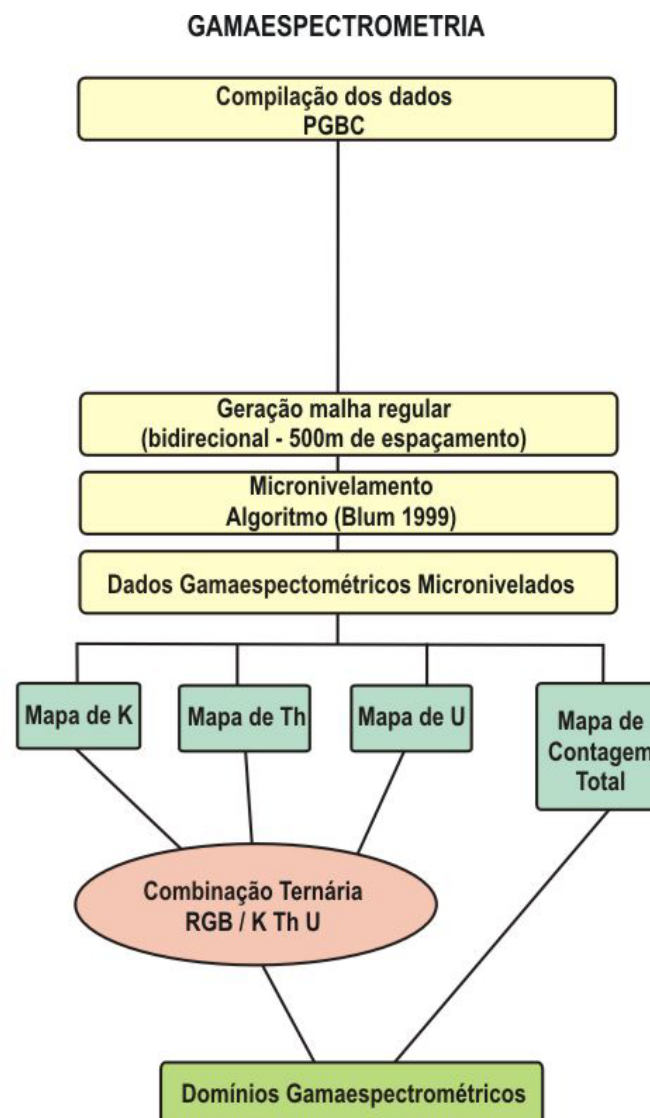 GAMAESPECTROMETRIA
Compilação dos dados
PGBC
Geração malha regular
(bidirecional - 500m de espaçamento)
Micronivelamento
Algoritmo (Blum 1999)
Dados Gamaespectométricos Micronivelados
Mapa de K
Mapa de Th
Mapa de U
Mapa de
Contagem
Total
Combinação Ternária
RGB / K Th U
Domínios Gamaespectrométricos